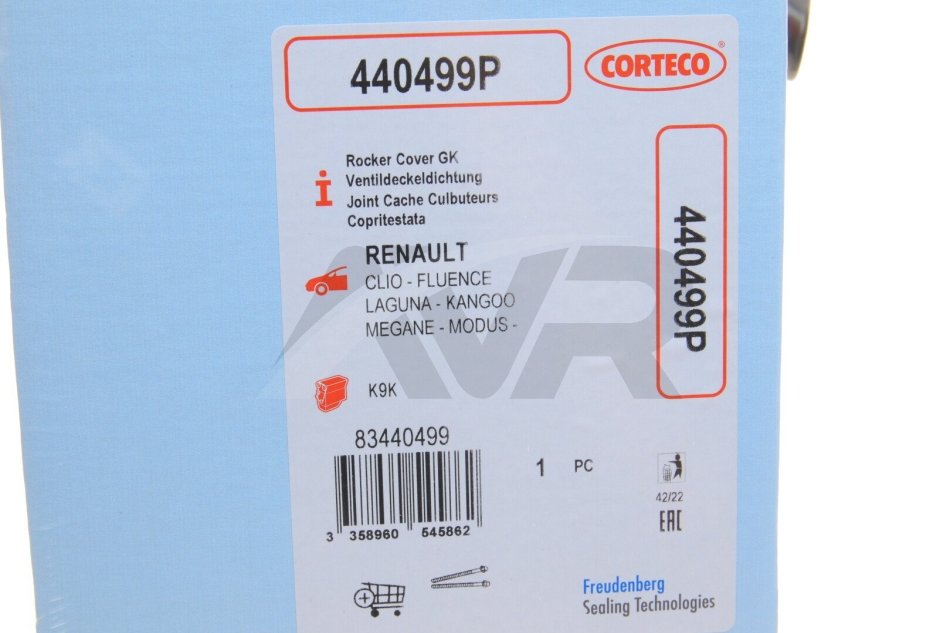 440499P
CORTECO®
Rocker Cover GK
Ventildeckeldichtung
Joint Cache Culbuteurs
Copritestata
440499P
RENAULT
CLIO - FLUENCE
LAGUNA - KANGOO
MEGANE - MODUS -
AVR
K9K
83440499
3 358960 545862
1 PC
42/22
EAC
Freudenberg
Sealing Technologies